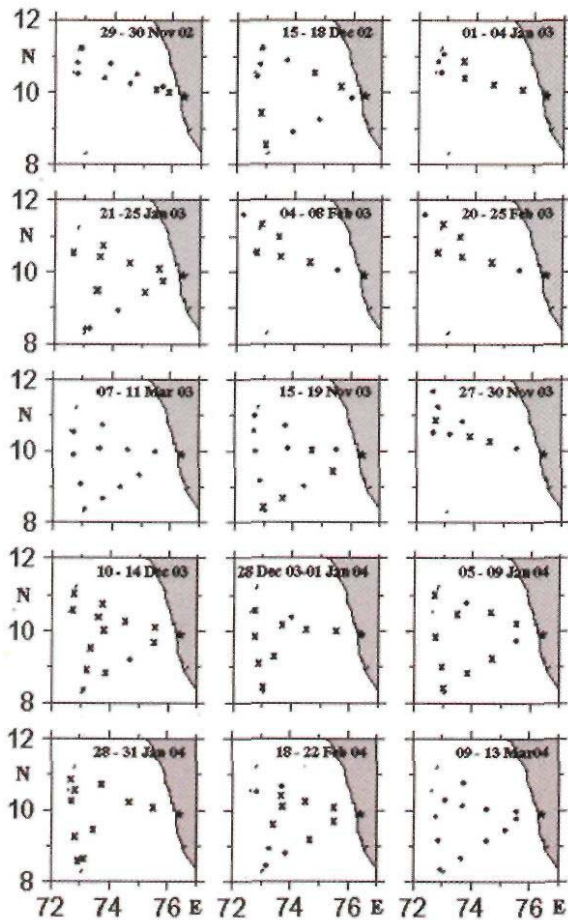 12
29 - 30 Nov 02
15 - 18 Dec 02
01 - 04 Jan 03
N
10
8
12
21 - 25 Jan 03
04 - 08 Feb 03
20 - 25 Feb 03
N
10
8
12
07 - 11 Mar 03
15 - 19 Nov 03
27 - 30 Nov 03
N
10
8
12
10 - 14 Dec 03
28 Dec 03-01 Jan 04
05 - 09 Jan 04
N
10
8
12
28 - 31 Jan 04
18 - 22 Feb 04
09 - 13 Mar04
N
10
8
72 74 76 E 72 74 76 E 72 74 76 E